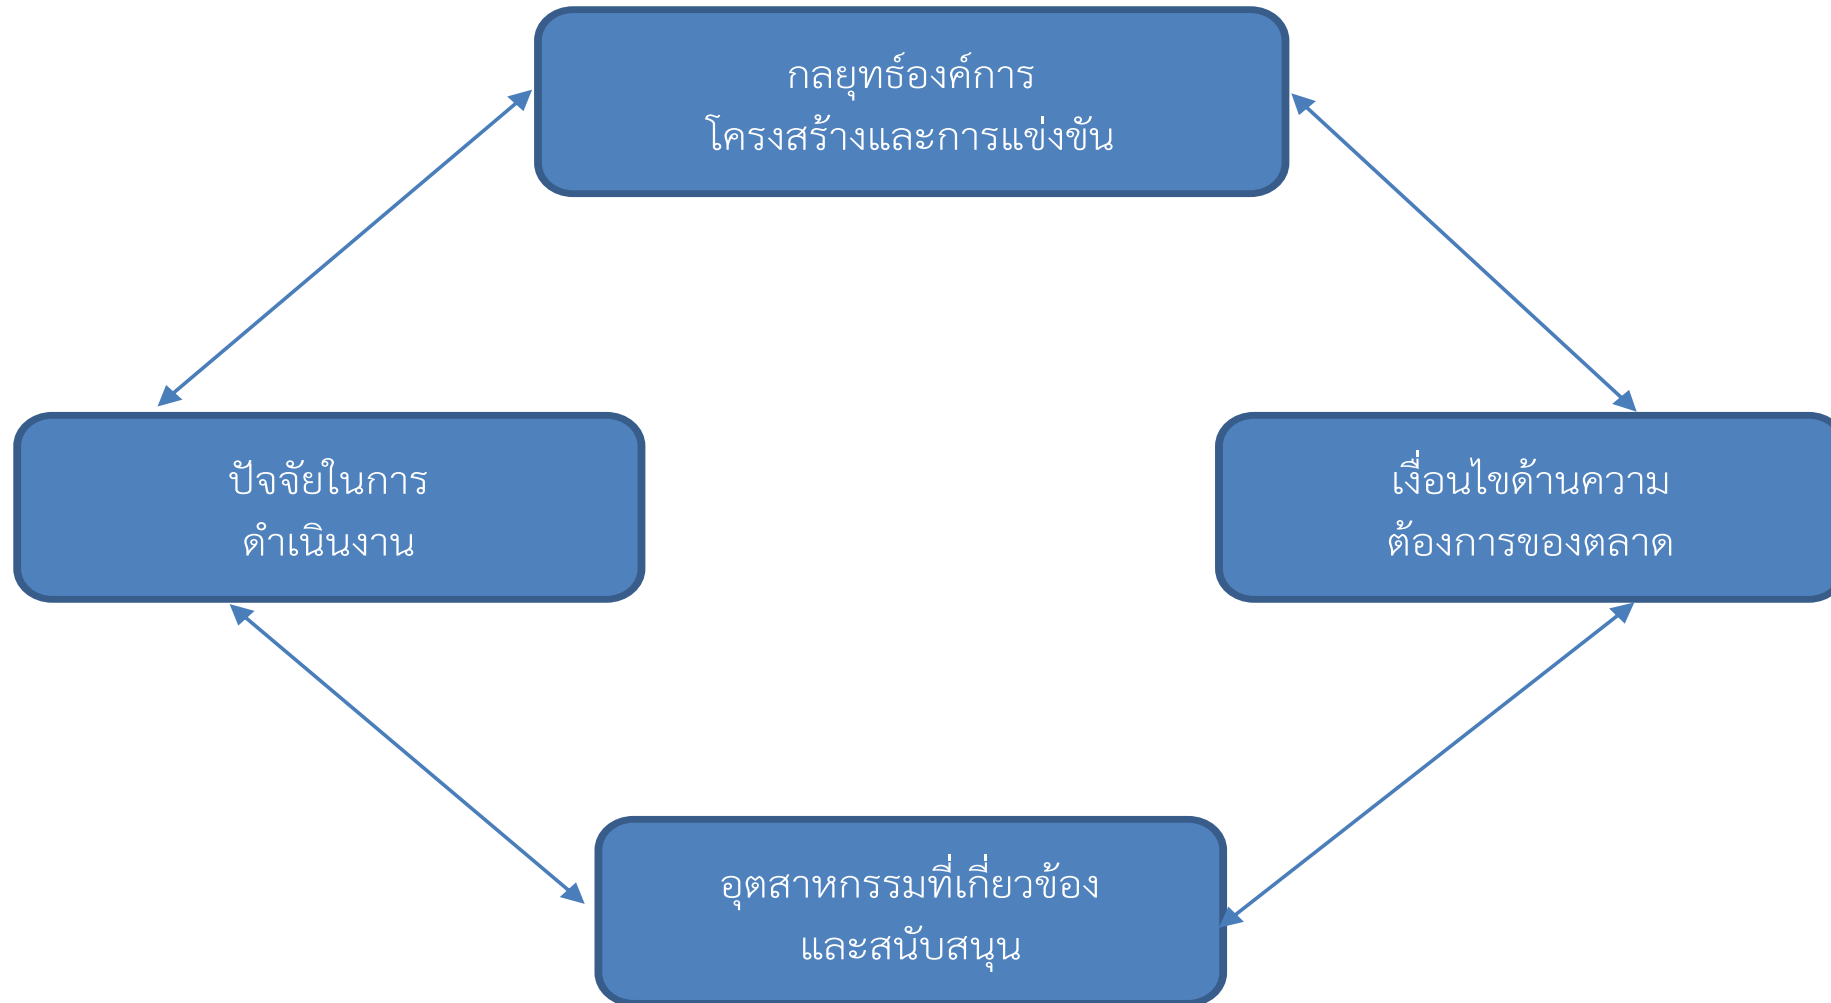 กลยุทธ์องค์การ
โครงสร้างและการแข่งขัน
ปัจจัยในการ
ดำเนินงาน
เงื่อนไขด้านความ
ต้องการของตลาด
อุตสาหกรรมที่เกี่ยวข้อง
และสนับสนุน